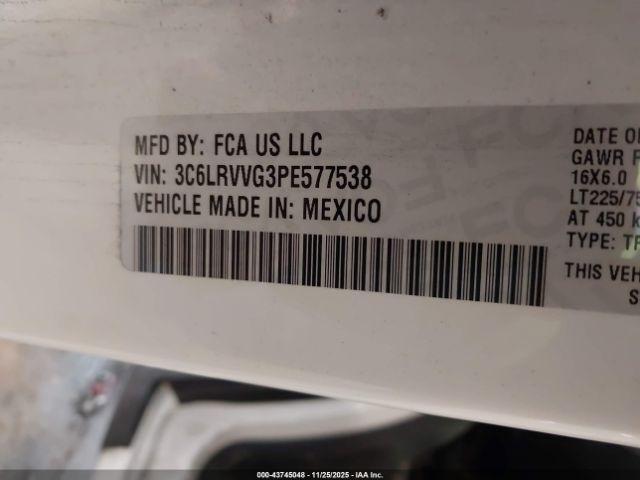 MFD BY: FCA US LLC
VIN: 3C6LRVVG3PE577538
VEHICLE MADE IN: MEXICO
DATE O
GAWR F
16X6.0
LT225/75
AT 450 k
TYPE: TR
THIS VEH
S
000-43745048 - 11/25/2025 - IAA Inc.